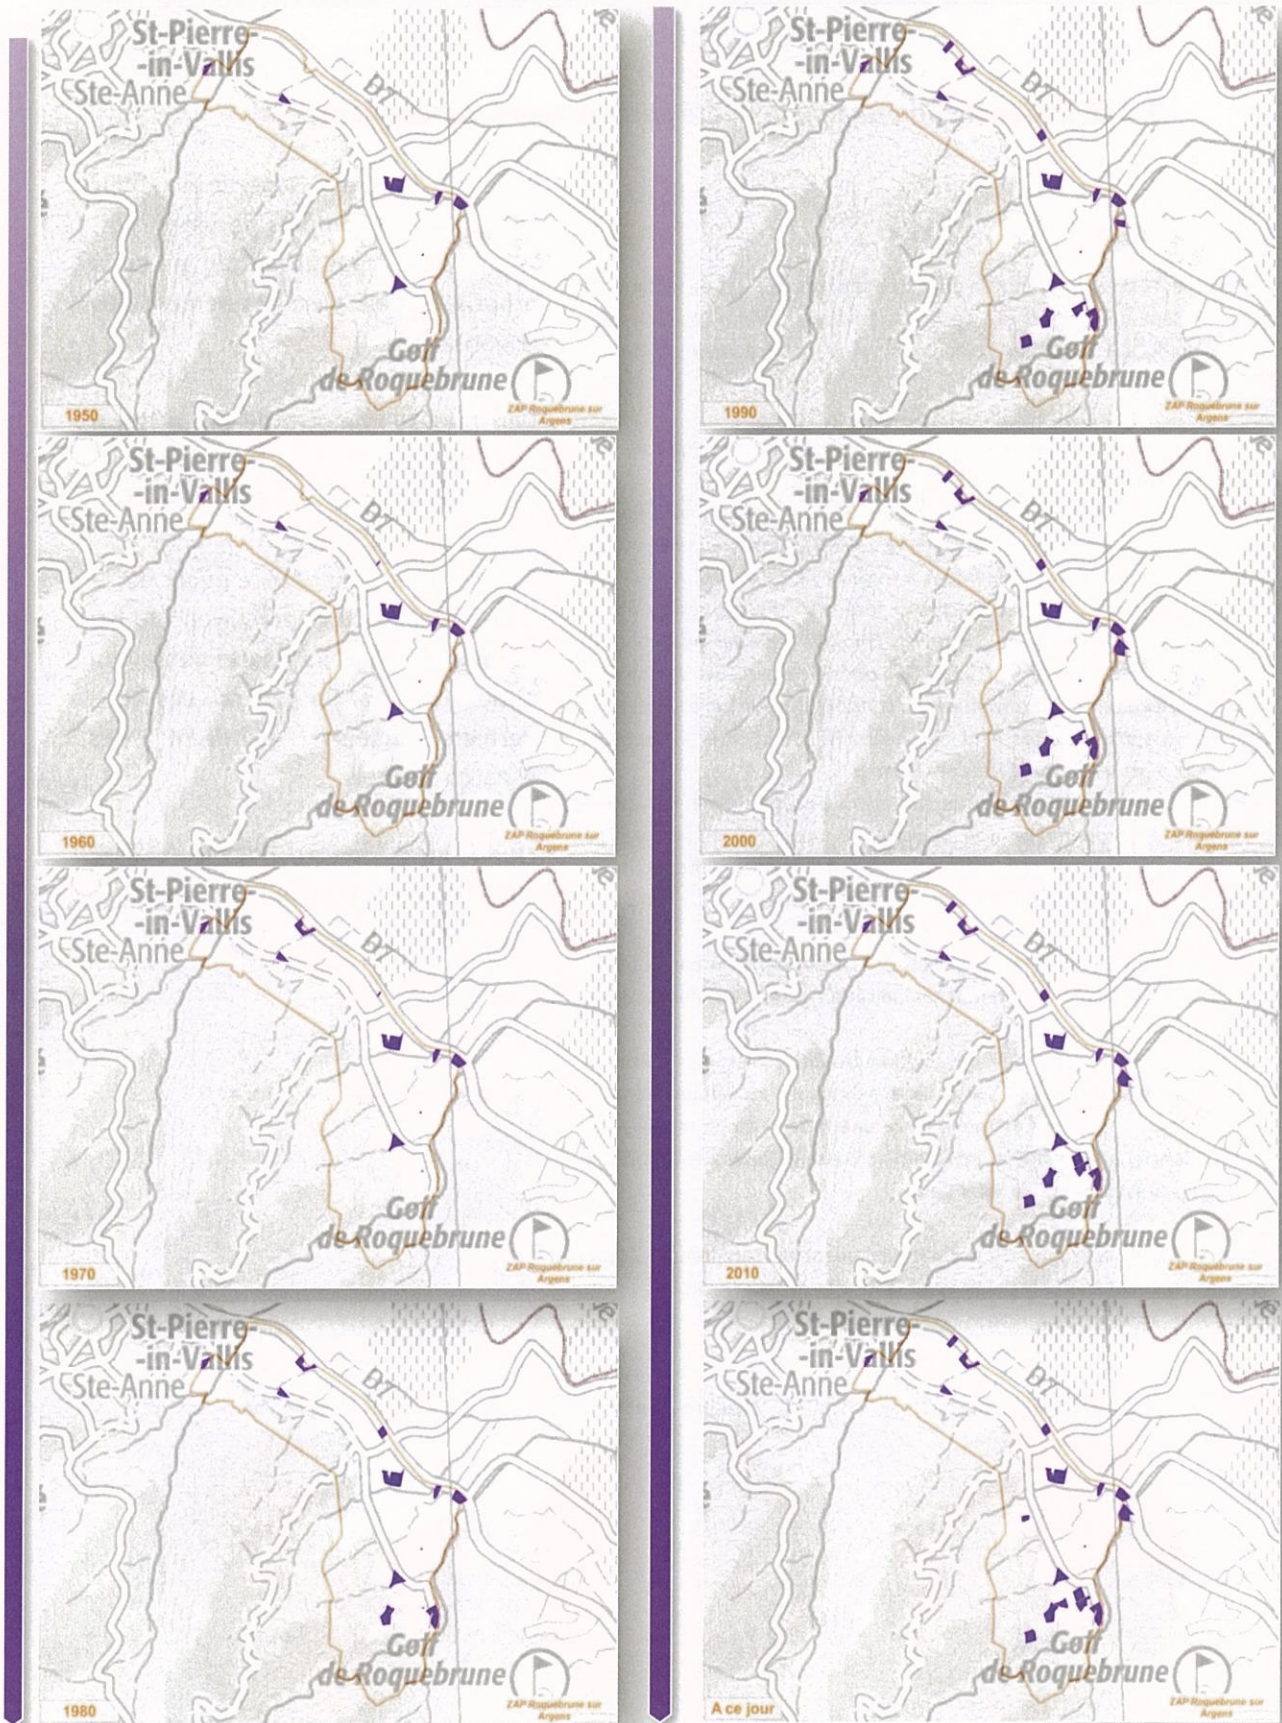 St-Pierre-
-in-Vallis
Ste-Anne
D7
Golf
de Roquebrune
1950
ZAP Roquebrune sur
Argens
St-Pierre-
-in-Vallis
Ste-Anne
D7
Golf
de Roquebrune
1960
ZAP Roquebrune sur
Argens
St-Pierre-
-in-Vallis
Ste-Anne
D7
Golf
de Roquebrune
1970
ZAP Roquebrune sur
Argens
St-Pierre-
-in-Vallis
Ste-Anne
D7
Golf
de Roquebrune
1980
ZAP Roquebrune sur
Argens
St-Pierre-
-in-Vallis
Ste-Anne
D7
Golf
de Roquebrune
1990
ZAP Roquebrune sur
Argens
St-Pierre-
-in-Vallis
Ste-Anne
D7
Golf
de Roquebrune
2000
ZAP Roquebrune sur
Argens
St-Pierre-
-in-Vallis
Ste-Anne
D7
Golf
de Roquebrune
2010
ZAP Roquebrune sur
Argens
St-Pierre-
-in-Vallis
Ste-Anne
D7
Golf
de Roquebrune
A ce jour
ZAP Roquebrune sur
Argens